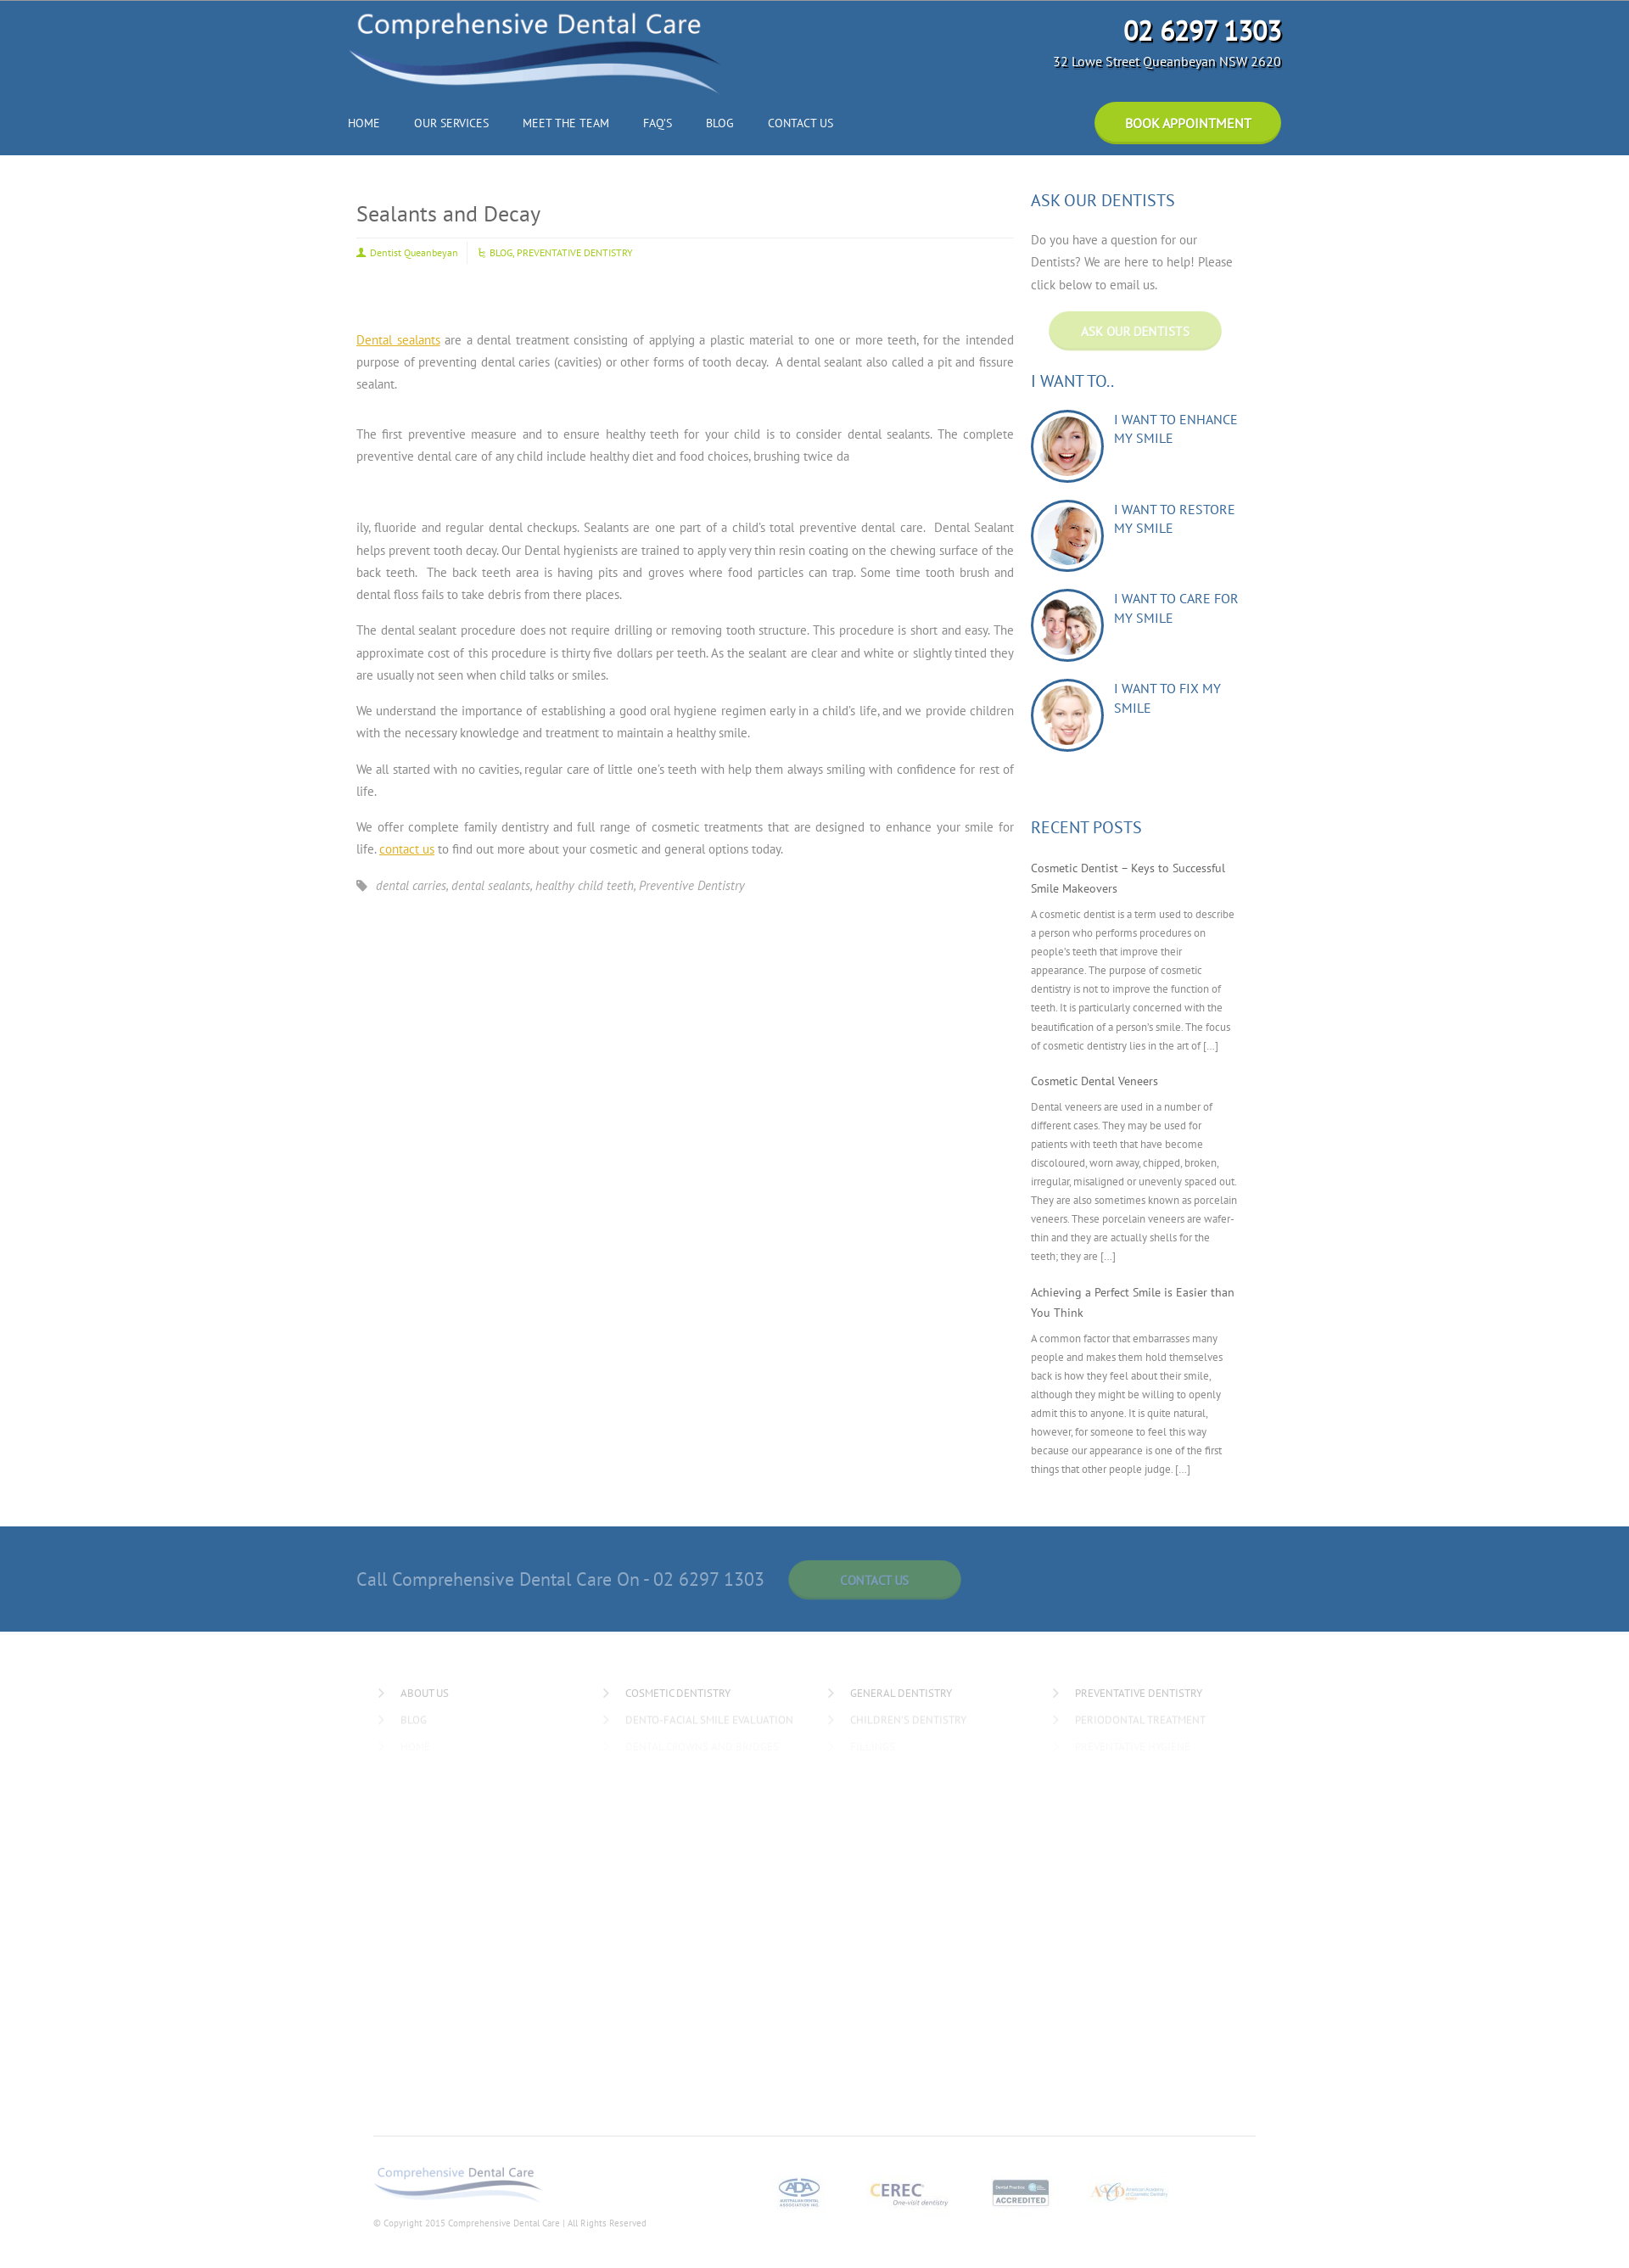 Comprehensive Dental Care
02 6297 1303
32 Lowe Street Queanbeyan NSW 2620
HOME OUR SERVICES MEET THE TEAM FAQ'S BLOG CONTACT US
BOOK APPOINTMENT
Sealants and Decay
Dentist Queanbeyan BLOG, PREVENTATIVE DENTISTRY
Dental sealants are a dental treatment consisting of applying a plastic material to one or more teeth, for the intended
purpose of preventing dental caries (cavities) or other forms of tooth decay. A dental sealant also called a pit and fissure
sealant.
The first preventive measure and to ensure healthy teeth for your child is to consider dental sealants. The complete
preventive dental care of any child include healthy diet and food choices, brushing twice da
ily, fluoride and regular dental checkups. Sealants are one part of a child's total preventive dental care. Dental Sealant
helps prevent tooth decay. Our Dental hygienists are trained to apply very thin resin coating on the chewing surface of the
back teeth. The back teeth area is having pits and groves where food particles can trap. Some time tooth brush and
dental floss fails to take debris from there places.
The dental sealant procedure does not require drilling or removing tooth structure. This procedure is short and easy. The
approximate cost of this procedure is thirty five dollars per teeth. As the sealant are clear and white or slightly tinted they
are usually not seen when child talks or smiles.
We understand the importance of establishing a good oral hygiene regimen early in a child's life, and we provide children
with the necessary knowledge and treatment to maintain a healthy smile.
We all started with no cavities, regular care of little one's teeth with help them always smiling with confidence for rest of
life.
We offer complete family dentistry and full range of cosmetic treatments that are designed to enhance your smile for
life. contact us to find out more about your cosmetic and general options today.
dental carries, dental sealants, healthy child teeth, Preventive Dentistry
ASK OUR DENTISTS
Do you have a question for our
Dentists? We are here to help! Please
click below to email us.
ASK OUR DENTISTS
I WANT TO..
I WANT TO ENHANCE
MY SMILE
I WANT TO RESTORE
MY SMILE
I WANT TO CARE FOR
MY SMILE
I WANT TO FIX MY
SMILE
RECENT POSTS
Cosmetic Dentist – Keys to Successful
Smile Makeovers
A cosmetic dentist is a term used to describe
a person who performs procedures on
people's teeth that improve their
appearance. The purpose of cosmetic
dentistry is not to improve the function of
teeth. It is particularly concerned with the
beautification of a person's smile. The focus
of cosmetic dentistry lies in the art of [...]
Cosmetic Dental Veneers
Dental veneers are used in a number of
different cases. They may be used for
patients with teeth that have become
discoloured, worn away, chipped, broken,
irregular, misaligned or unevenly spaced out.
They are also sometimes known as porcelain
veneers. These porcelain veneers are wafer-
thin and they are actually shells for the
teeth; they are [...]
Achieving a Perfect Smile is Easier than
You Think
A common factor that embarrasses many
people and makes them hold themselves
back is how they feel about their smile,
although they might be willing to openly
admit this to anyone. It is quite natural,
however, for someone to feel this way
because our appearance is one of the first
things that other people judge. [...]
Call Comprehensive Dental Care On - 02 6297 1303 CONTACT US
ABOUT US COSMETIC DENTISTRY GENERAL DENTISTRY PREVENTATIVE DENTISTRY
BLOG DENTO-FACIAL SMILE EVALUATION CHILDREN'S DENTISTRY PERIODONTAL TREATMENT
HOME DENTAL CROWNS AND BRIDGES FILLINGS PREVENTATIVE HYGIENE
Comprehensive Dental Care
ADA
AUSTRALIAN DENTAL
ASSOCIATION INC
CEREC
One-visit dentistry
Dental Practice
ACCREDITED
AACD American Academy
of Cosmetic Dentistry
© Copyright 2015 Comprehensive Dental Care | All Rights Reserved